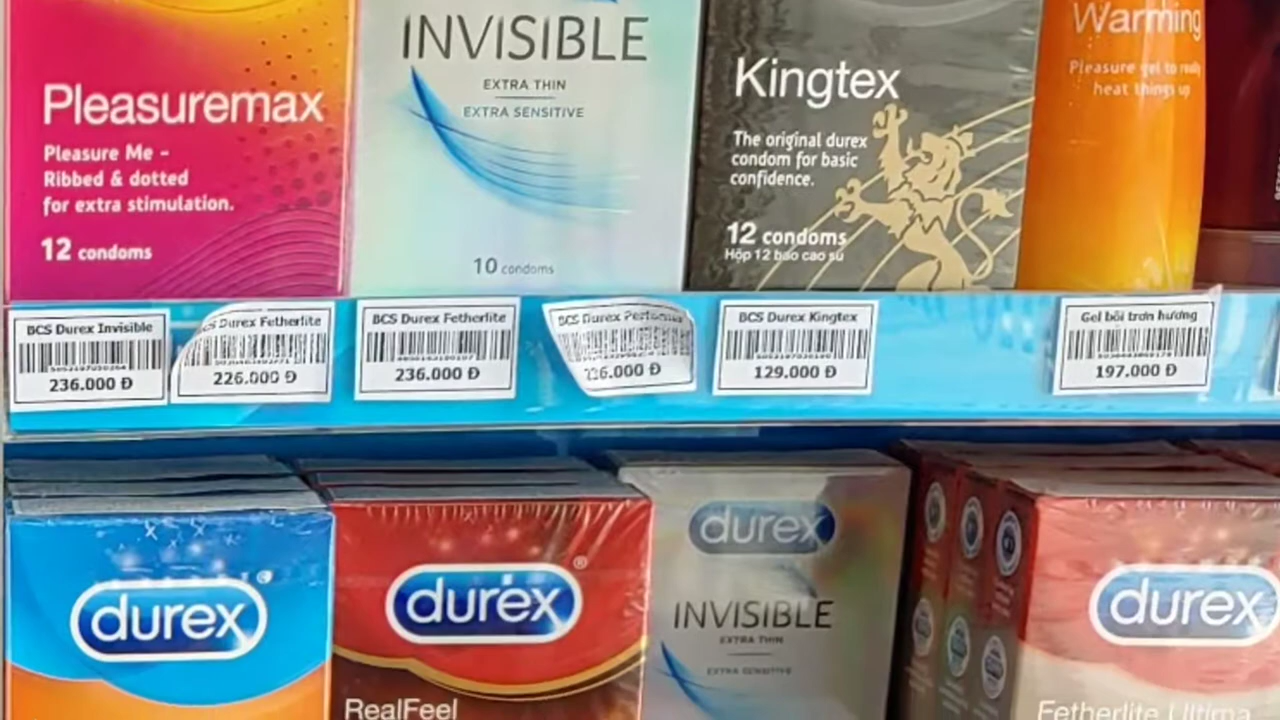 Pleasuremax
Pleasure Me -
Ribbed & dotted
for extra stimulation.
12 condoms
INVISIBLE
EXTRA THIN
EXTRA SENSITIVE
10 condoms
Kingtex
The original durex
condom for basic
confidence.
12 condoms
Hộp 12 bao cao su
Warming
Pleasure gel to really
heat things up
BCS Durex Invisible
236.000 Đ
BCS Durex Fetherlite
226.000 Đ
BCS Durex Fetherlite
236.000 Đ
BCS Durex
BCS Durex Kingtex
129.000 Đ
Gel bôi trơn hương
197.000 Đ
durex
durex
RealFeel
durex
INVISIBLE
EXTRA THIN
EXTRA SENSITIVE
durex
Fetherlite Ultima